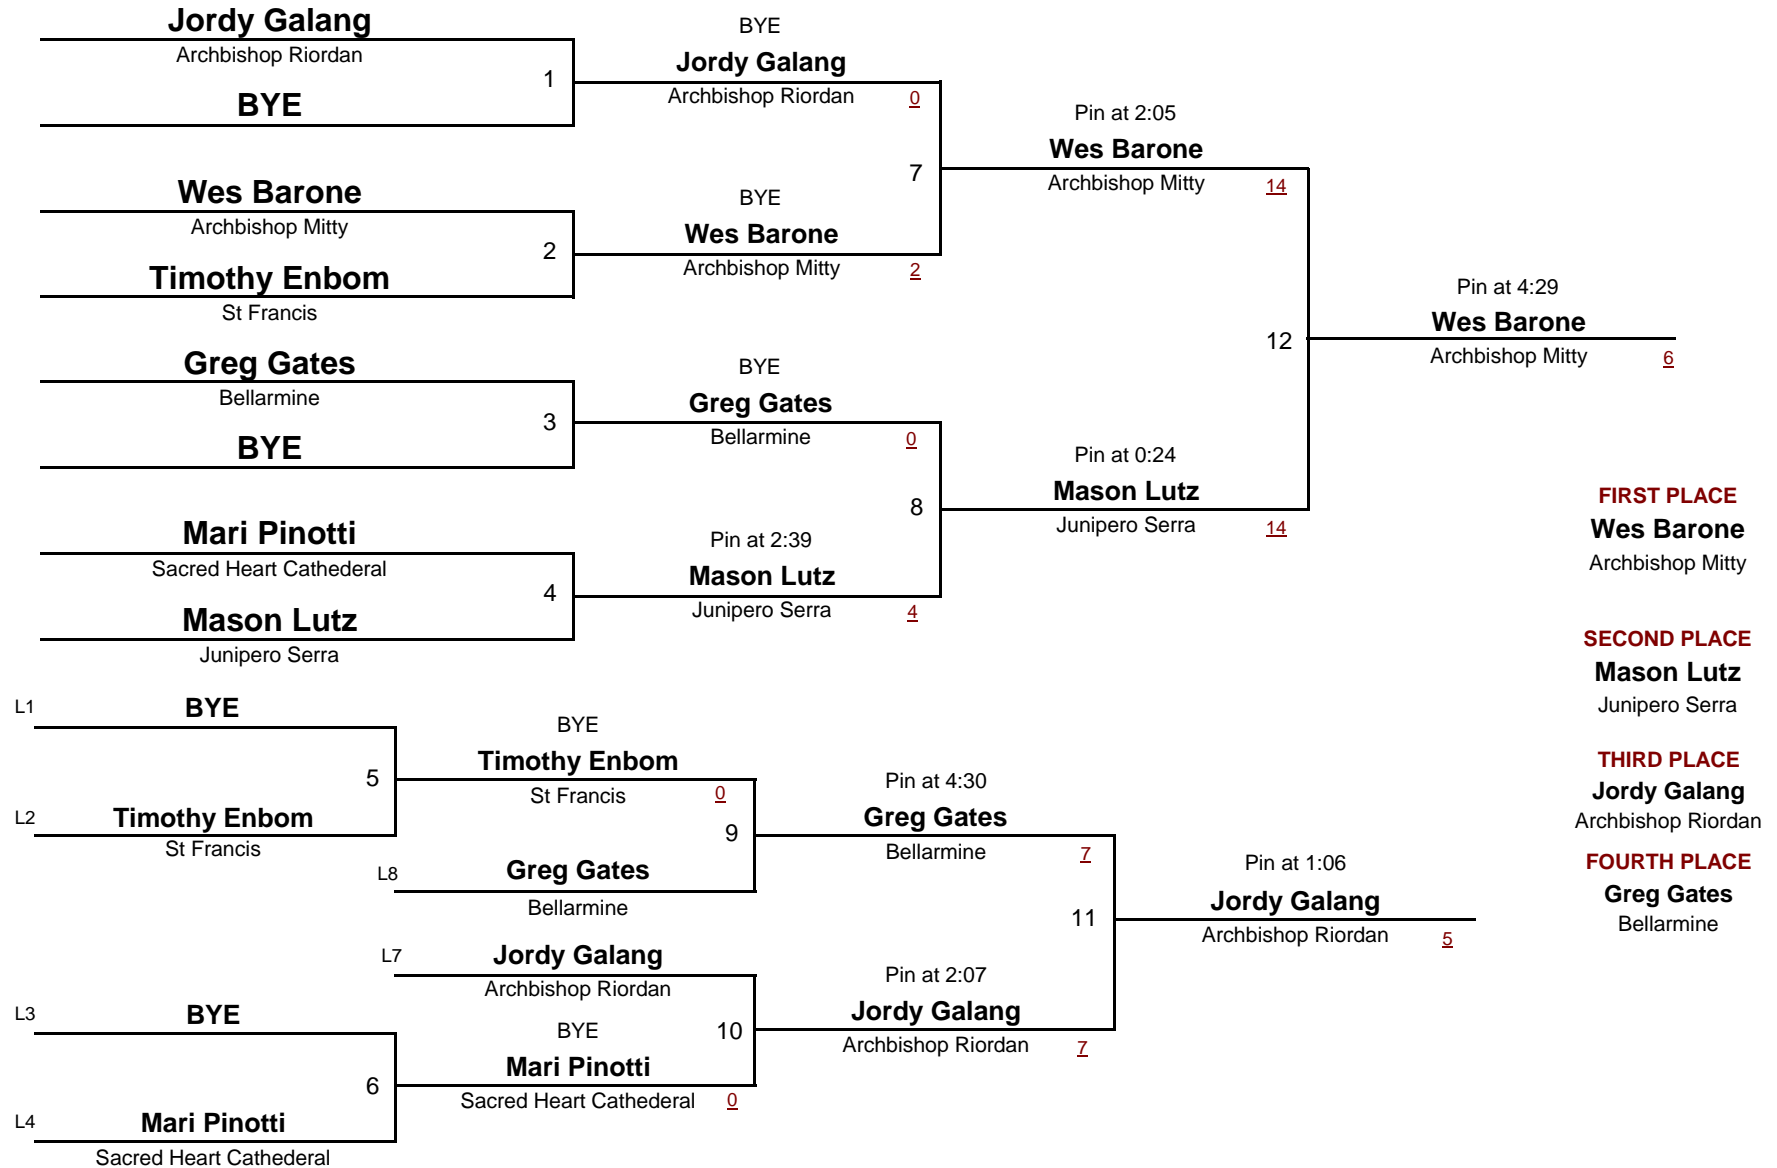 Jordy Galang
Archbishop Riordan
1
BYE
BYE
Jordy Galang
Archbishop Riordan
0
Wes Barone
Archbishop Mitty
2
Timothy Enbom
St Francis
BYE
Wes Barone
Archbishop Mitty
2
7
Pin at 2:05
Wes Barone
Archbishop Mitty
14
Greg Gates
Bellarmine
3
BYE
BYE
Greg Gates
Bellarmine
0
Mari Pinotti
Sacred Heart Cathederal
4
Mason Lutz
Junipero Serra
Pin at 2:39
Mason Lutz
Junipero Serra
4
8
Pin at 0:24
Mason Lutz
Junipero Serra
14
12
Pin at 4:29
Wes Barone
Archbishop Mitty
6
FIRST PLACE
Wes Barone
Archbishop Mitty
SECOND PLACE
Mason Lutz
Junipero Serra
THIRD PLACE
Jordy Galang
Archbishop Riordan
FOURTH PLACE
Greg Gates
Bellarmine
L1
BYE
5
L2
Timothy Enbom
St Francis
BYE
Timothy Enbom
St Francis
0
9
L8
Greg Gates
Bellarmine
Pin at 4:30
Greg Gates
Bellarmine
7
L7
Jordy Galang
Archbishop Riordan
L3
BYE
6
L4
Mari Pinotti
Sacred Heart Cathederal
BYE
Mari Pinotti
Sacred Heart Cathederal
0
10
Pin at 2:07
Jordy Galang
Archbishop Riordan
7
11
Pin at 1:06
Jordy Galang
Archbishop Riordan
5